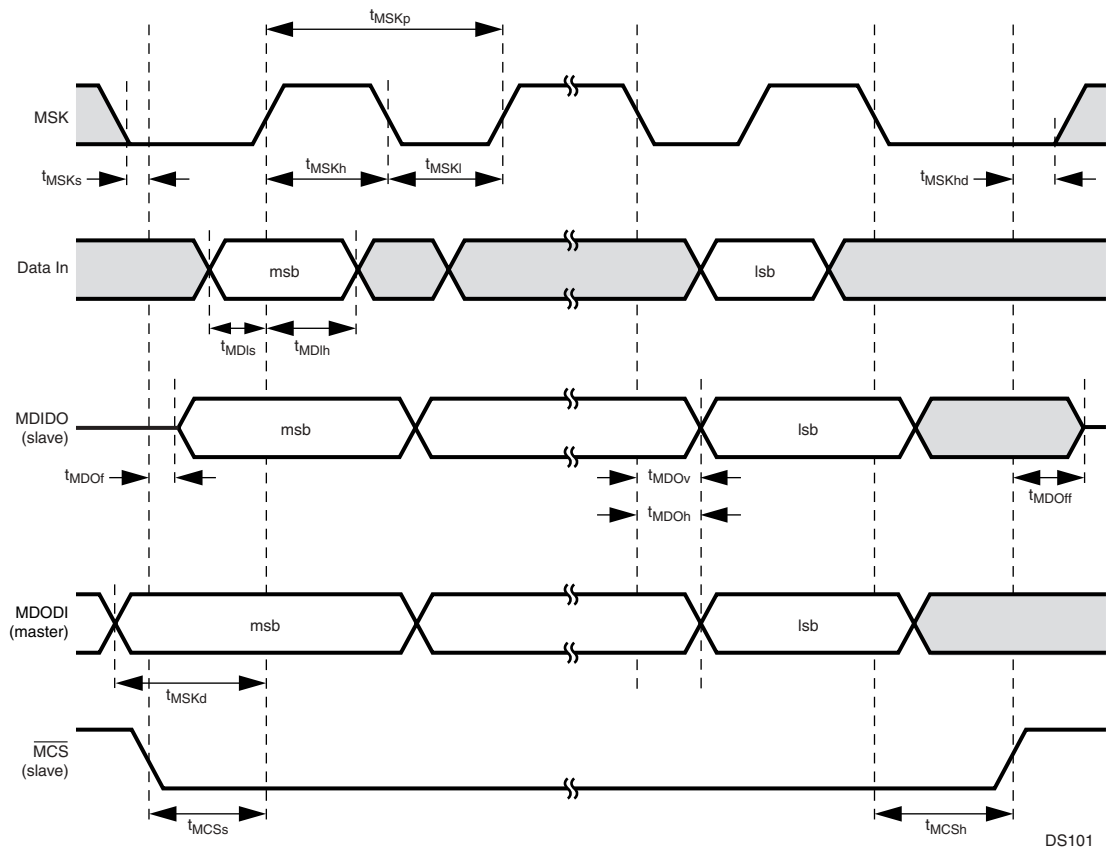 tMSKp
MSK
tMSKs
tMSKh
tMSKl
tMSKhd
Data In
msb
lsb
tMDIs
tMDIh
MDIDO
(slave)
msb
lsb
tMDOf
tMDOv
tMDOff
tMDOh
MDODI
(master)
msb
lsb
tMSKd
MCS
(slave)
tMCSs
tMCSh
DS101